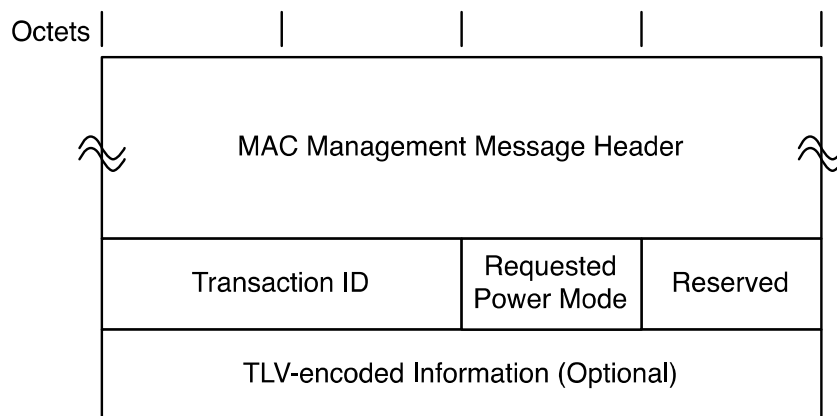 Octets
MAC Management Message Header
Transaction ID
Requested
Power Mode
Reserved
TLV-encoded Information (Optional)